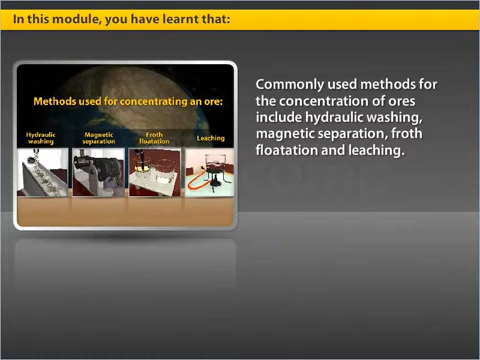 In this module, you have learnt that:
Methods used for concentrating an ore:
Hydraulic
washing
Magnetic
separation
Froth
floatation
Leaching
Commonly used methods for
the concentration of ores
include hydraulic washing,
magnetic separation, froth
floatation and leaching.